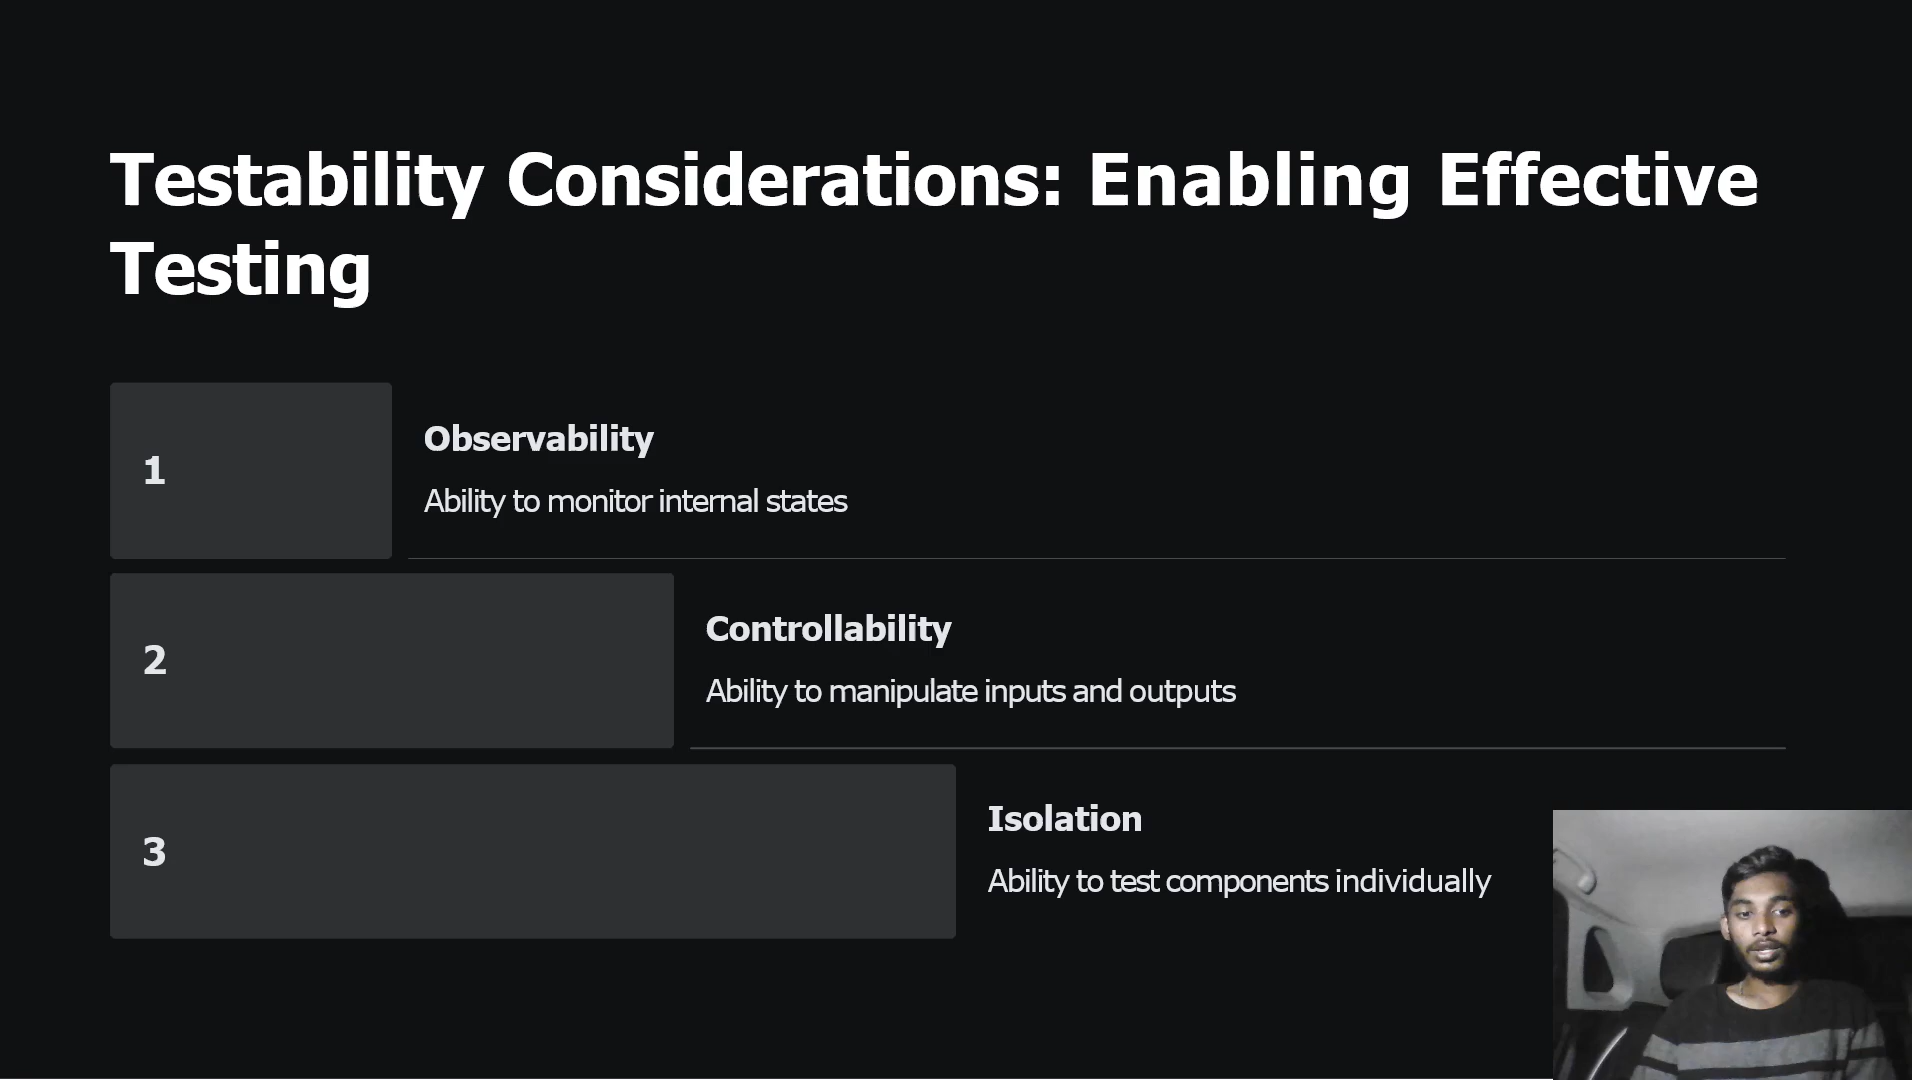 Testability Considerations: Enabling Effective
Testing
1
Observability
Ability to monitor internal states
2
Controllability
Ability to manipulate inputs and outputs
3
Isolation
Ability to test components individually